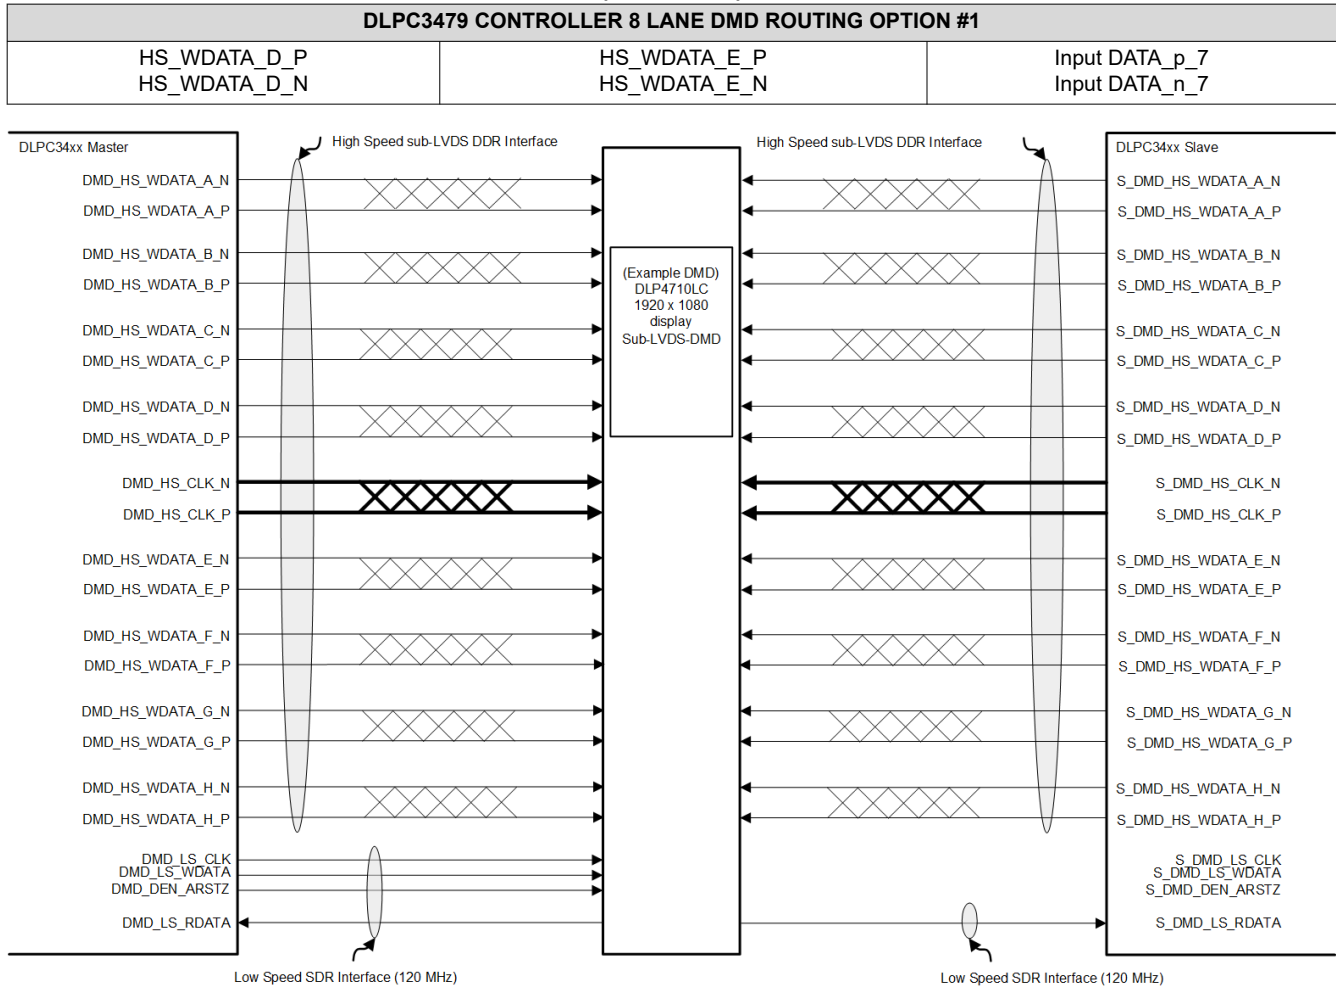 DLPC3479 CONTROLLER 8 LANE DMD ROUTING OPTION #1
HS_WDATA_D_P
HS_WDATA_D_N
HS_WDATA_E_P
HS_WDATA_E_N
Input DATA_p_7
Input DATA_n_7
DLPC34xx Master
High Speed sub-LVDS DDR Interface
DMD_HS_WDATA_A_N
DMD_HS_WDATA_A_P
DMD_HS_WDATA_B_N
DMD_HS_WDATA_B_P
DMD_HS_WDATA_C_N
DMD_HS_WDATA_C_P
DMD_HS_WDATA_D_N
DMD_HS_WDATA_D_P
DMD_HS_CLK_N
DMD_HS_CLK_P
DMD_HS_WDATA_E_N
DMD_HS_WDATA_E_P
DMD_HS_WDATA_F_N
DMD_HS_WDATA_F_P
DMD_HS_WDATA_G_N
DMD_HS_WDATA_G_P
DMD_HS_WDATA_H_N
DMD_HS_WDATA_H_P
DMD_LS_CLK
DMD_LS_WDATA
DMD_DEN_ARSTZ
DMD_LS_RDATA
Low Speed SDR Interface (120 MHz)
(Example DMD)
DLP4710LC
1920 x 1080
display
Sub-LVDS-DMD
High Speed sub-LVDS DDR Interface
DLPC34xx Slave
S_DMD_HS_WDATA_A_N
S_DMD_HS_WDATA_A_P
S_DMD_HS_WDATA_B_N
S_DMD_HS_WDATA_B_P
S_DMD_HS_WDATA_C_N
S_DMD_HS_WDATA_C_P
S_DMD_HS_WDATA_D_N
S_DMD_HS_WDATA_D_P
S_DMD_HS_CLK_N
S_DMD_HS_CLK_P
S_DMD_HS_WDATA_E_N
S_DMD_HS_WDATA_E_P
S_DMD_HS_WDATA_F_N
S_DMD_HS_WDATA_F_P
S_DMD_HS_WDATA_G_N
S_DMD_HS_WDATA_G_P
S_DMD_HS_WDATA_H_N
S_DMD_HS_WDATA_H_P
S_DMD_LS_CLK
S_DMD_LS_WDATA
S_DMD_DEN_ARSTZ
S_DMD_LS_RDATA
Low Speed SDR Interface (120 MHz)